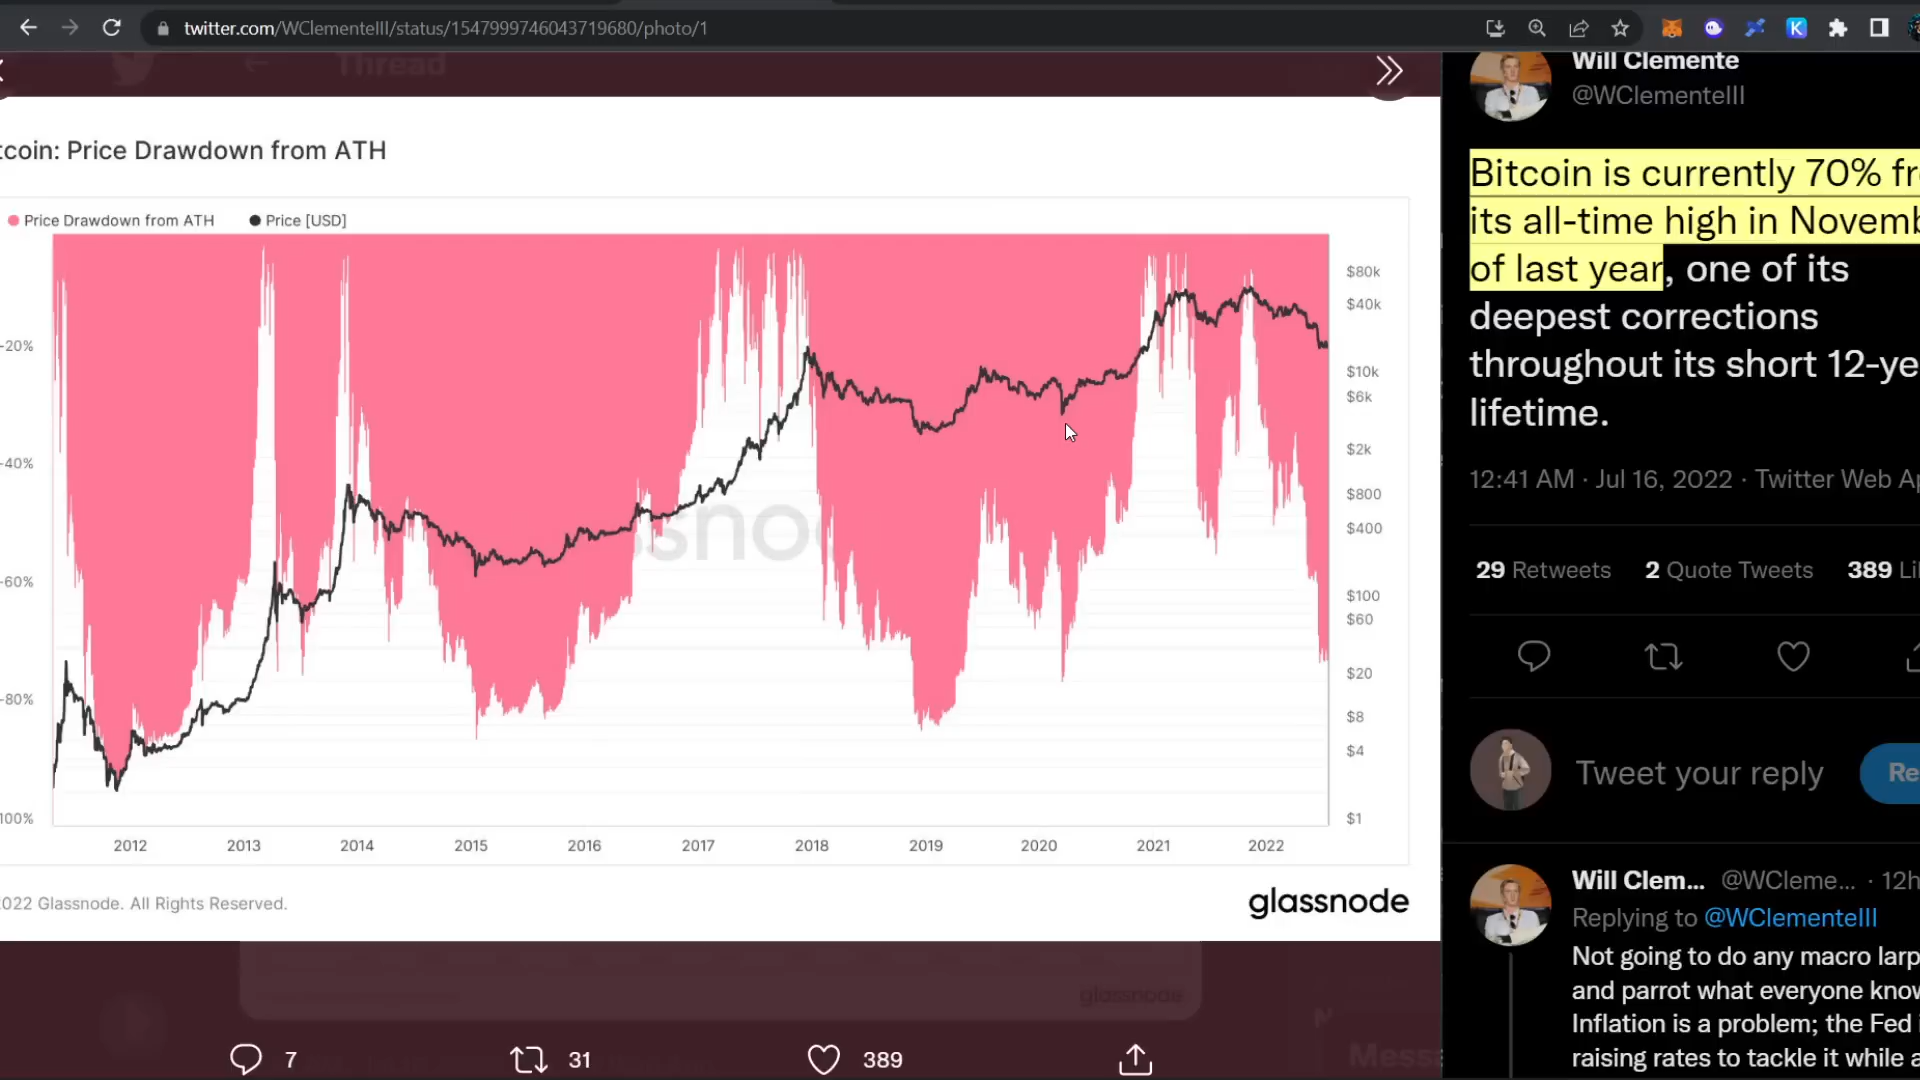 twitter.com/WClementeIII/status/1547999746043719680/photo/1
K
Thread
tcoin: Price Drawdown from ATH
Price Drawdown from ATH
Price [USD]
-20%
-40%
-60%
-80%
100%
$80k
$40k
$10k
$6k
$2k
$800
$400
$100
$60
$20
$8
$4
$1
2012
2013
2014
2015
2016
2017
2018
2019
2020
2021
2022
022 Glassnode. All Rights Reserved.
glassnode
glassnode
7
31
389
Will Clemente
@WClementeIII
Bitcoin is currently 70% fr
its all-time high in Novemb
of last year, one of its
deepest corrections
throughout its short 12-ye
lifetime.
12:41 AM · Jul 16, 2022 · Twitter Web Ap
29 Retweets
2 Quote Tweets
389 Li
Tweet your reply
Re
Will Clem... @WCleme... · 12h
Replying to @WClementeIII
Not going to do any macro larp
and parrot what everyone know
Inflation is a problem; the Fed i
raising rates to tackle it while a
Messa